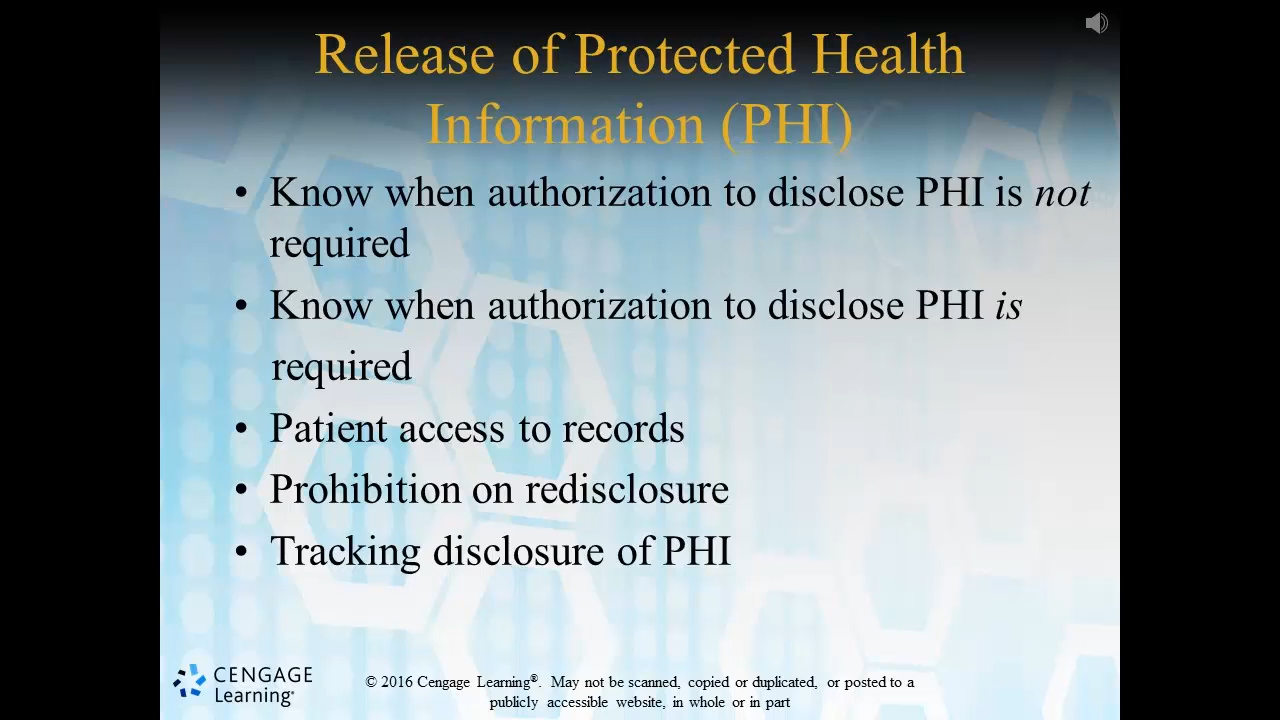 Release of Protected Health
Information (PHI)
• Know when authorization to disclose PHI is not
required
• Know when authorization to disclose PHI is
required
• Patient access to records
• Prohibition on redisclosure
• Tracking disclosure of PHI
CENGAGE
Learning®
© 2016 Cengage Learning®. May not be scanned, copied or duplicated, or posted to a
publicly accessible website, in whole or in part